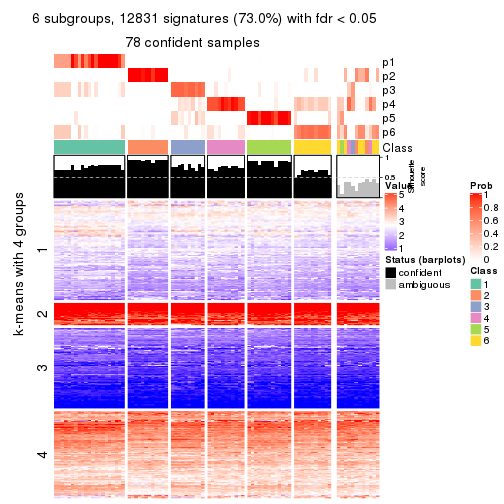 6 subgroups, 12831 signatures (73.0%) with fdr < 0.05
78 confident samples
p1
p2
p3
p4
p5
p6
Class
1
0.5
0
Silhouette
score
k-means with 4 groups
1
2
3
4
Value
5
4
3
2
1
Status (barplots)
confident
ambiguous
Prob
1
0.8
0.6
0.4
0.2
0
Class
1
2
3
4
5
6